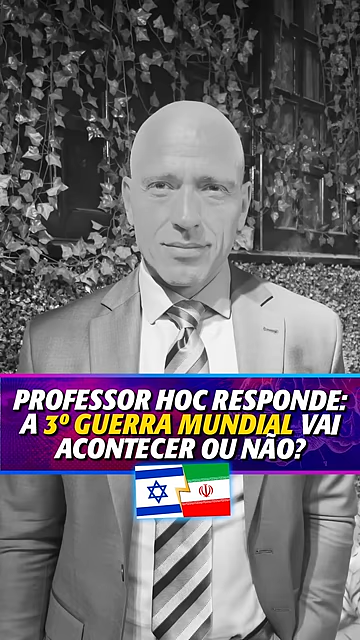 PROFESSOR HOC RESPONDE:
A 3º GUERRA MUNDIAL VAI
ACONTECER OU NÃO?